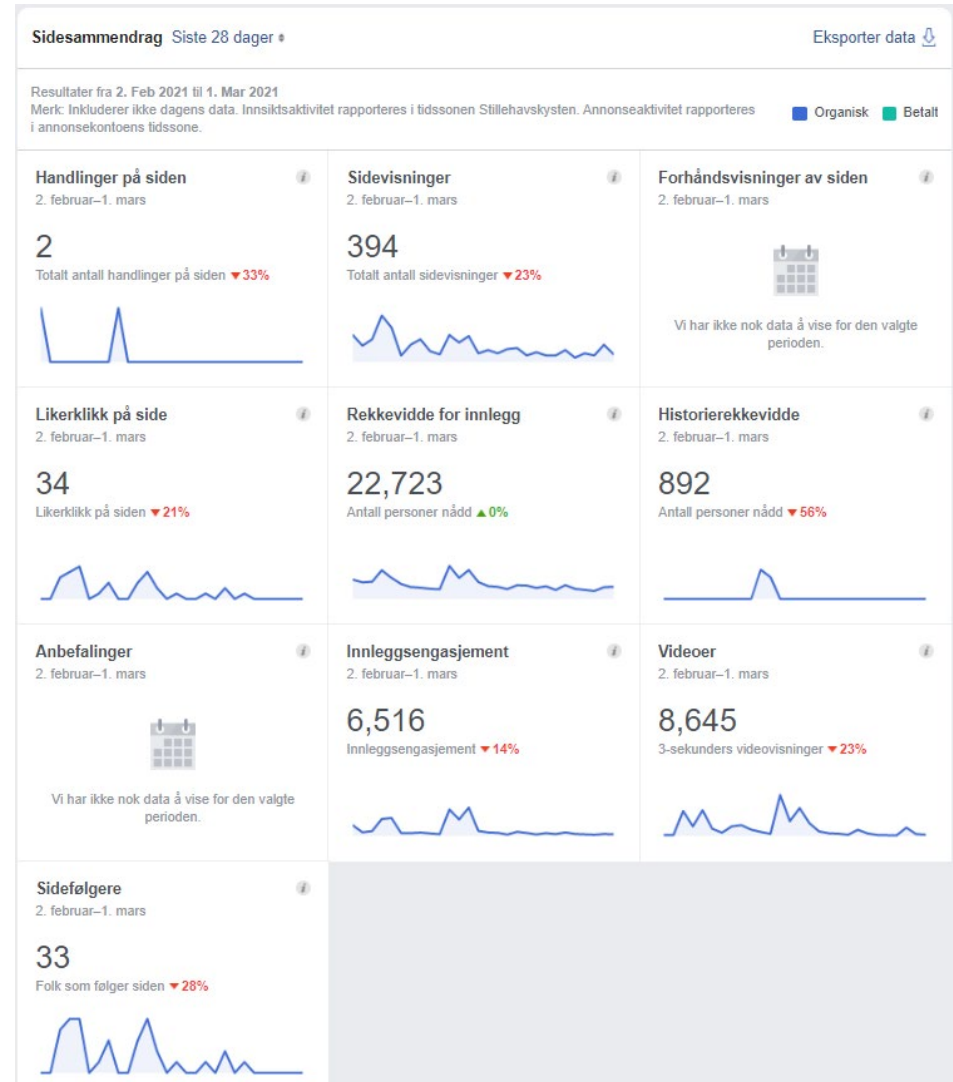 Sidesammendrag Siste 28 dager
Eksporter data
Resultater fra 2. Feb 2021 til 1. Mar 2021
Merk: Inkluderer ikke dagens data. Innsiktsaktivitet rapporteres i tidssonen Stillehavskysten. Annonseaktivitet rapporteres
i annonsekontoens tidssone.
Organisk Betalt
Handlinger på siden
2. februar–1. mars
2
Totalt antall handlinger på siden ▼33%
Sidevisninger
2. februar–1. mars
394
Totalt antall sidevisninger ▼23%
Forhåndsvisninger av siden
2. februar–1. mars
Vi har ikke nok data å vise for den valgte
perioden.
Likerklikk på side
2. februar–1. mars
34
Likerklikk på siden ▼21%
Rekkevidde for innlegg
2. februar–1. mars
22,723
Antall personer nådd ▲0%
Historierekkevidde
2. februar–1. mars
892
Antall personer nådd ▼56%
Anbefalinger
2. februar–1. mars
Vi har ikke nok data å vise for den valgte
perioden.
Innleggsengasjement
2. februar–1. mars
6,516
Innleggsengasjement ▼14%
Videoer
2. februar–1. mars
8,645
3-sekunders videovisninger ▼23%
Sidefølgere
2. februar–1. mars
33
Folk som følger siden ▼28%